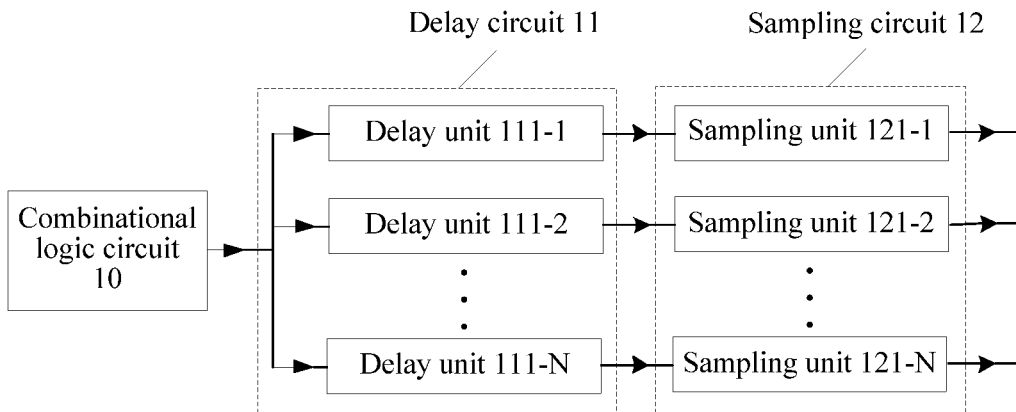 Delay circuit 11
Sampling circuit 12
Delay unit 111-1
Sampling unit 121-1
Combinational
logic circuit
10
Delay unit 111-2
Sampling unit 121-2
Delay unit 111-N
Sampling unit 121-N